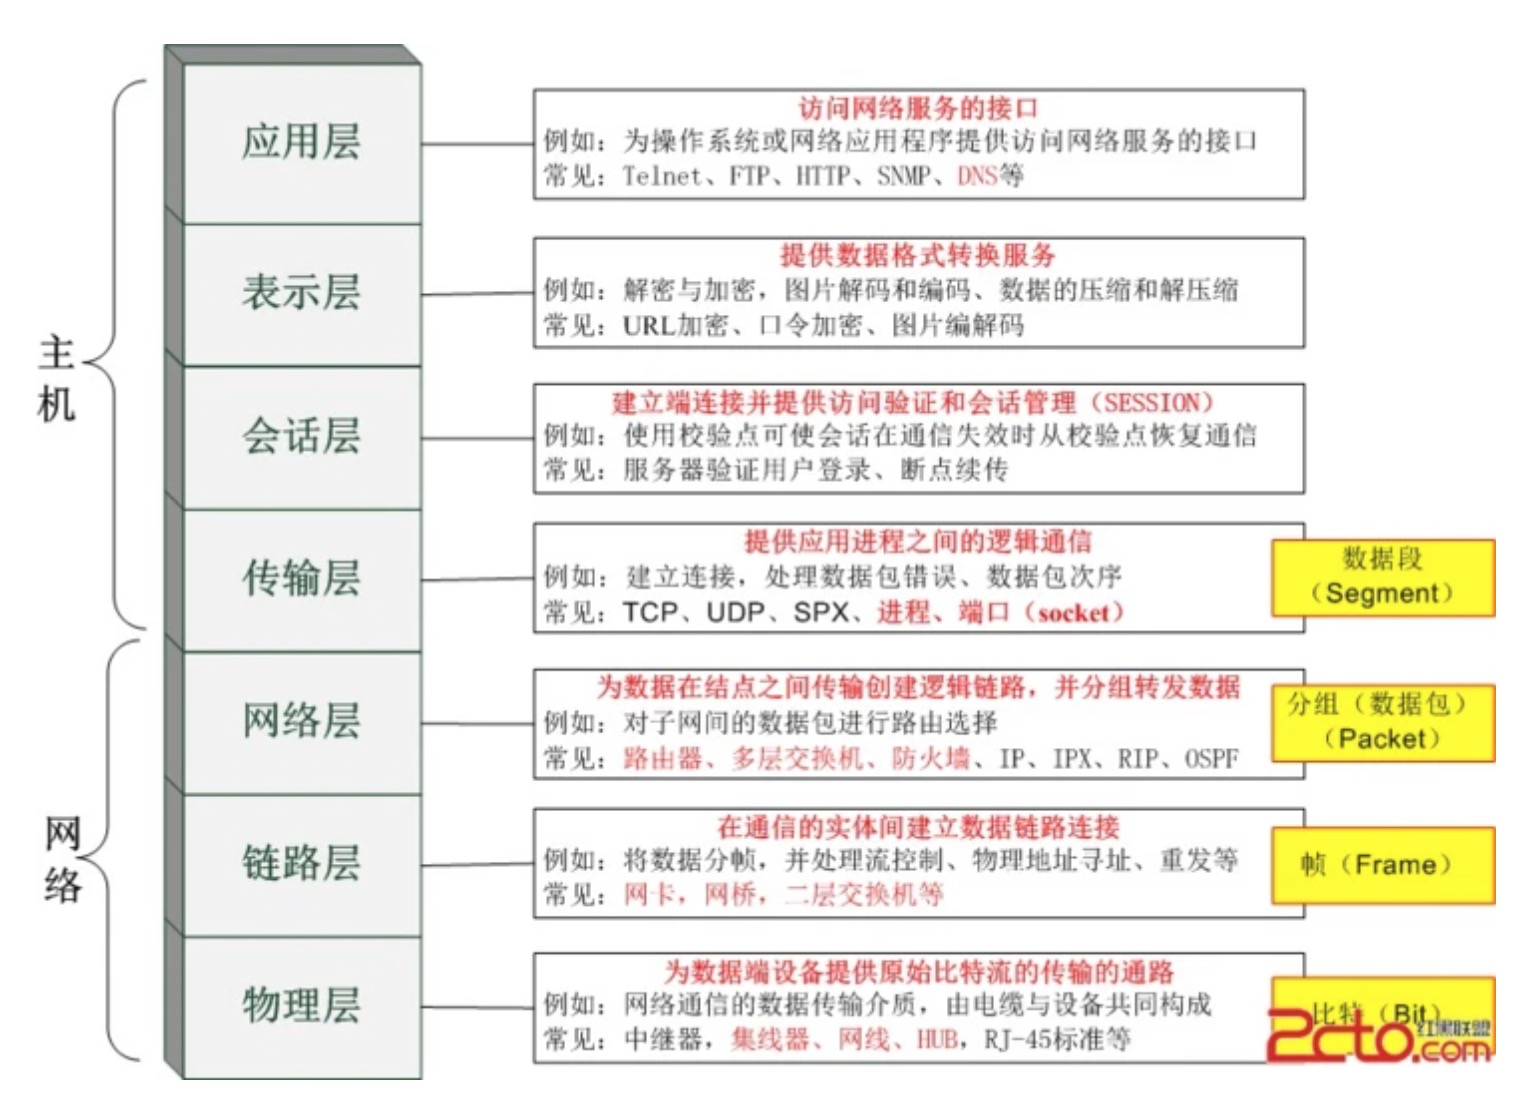 应用层
访问网络服务的接口
例如：为操作系统或网络应用程序提供访问网络服务的接口
常见：Telnet、FTP、HTTP、SNMP、DNS等
表示层
提供数据格式转换服务
例如：解密与加密，图片解码和编码、数据的压缩和解压缩
常见：URL加密、口令加密、图片编解码
主机
会话层
建立端连接并提供访问验证和会话管理（SESSION）
例如：使用校验点可使会话在通信失效时从校验点恢复通信
常见：服务器验证用户登录、断点续传
传输层
提供应用进程之间的逻辑通信
例如：建立连接，处理数据包错误、数据包次序
常见：TCP、UDP、SPX、进程、端口（socket）
数据段
（Segment）
网络层
为数据在结点之间传输创建逻辑链路，并分组转发数据
例如：对子网间的数据包进行路由选择
常见：路由器、多层交换机、防火墙、IP、IPX、RIP、OSPF
分组（数据包）
（Packet）
网络
链路层
在通信的实体间建立数据链路连接
例如：将数据分帧，并处理流控制、物理地址寻址、重发等
常见：网卡，网桥，二层交换机等
帧（Frame）
物理层
为数据端设备提供原始比特流的传输的通路
例如：网络通信的数据传输介质，由电缆与设备共同构成
常见：中继器，集线器、网线、HUB，RJ-45标准等
比特（Bit）
2cto.com
红黑联盟